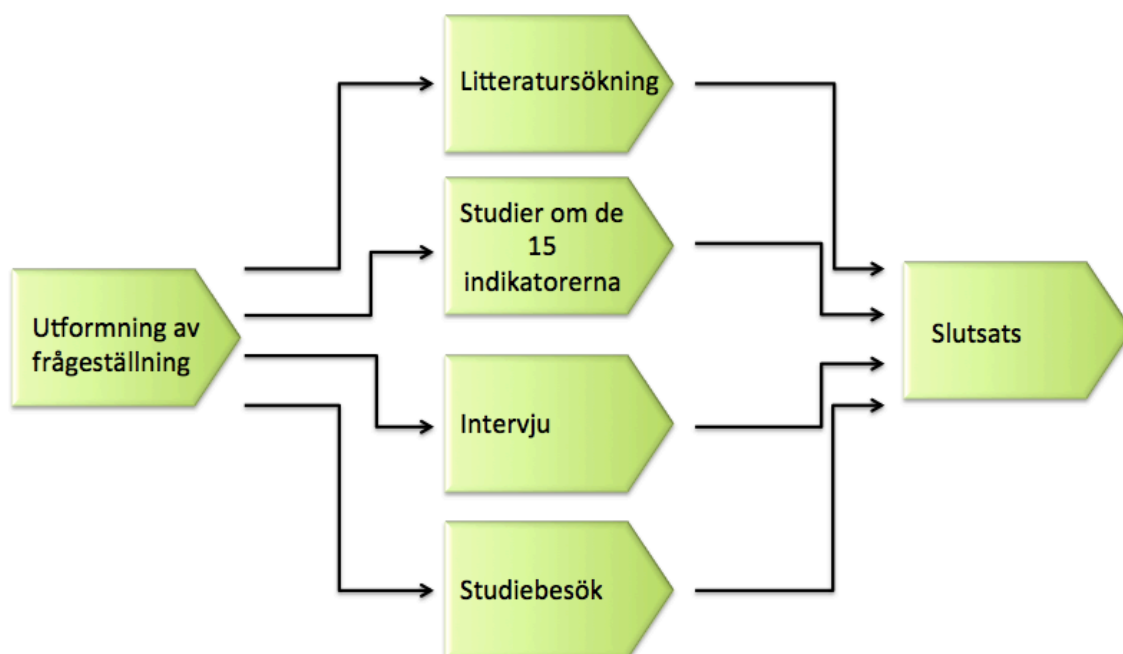 Utformning av
frågeställning
Litteratursökning
Studier om de
15
indikatorerna
Intervju
Studiebesök
Slutsats